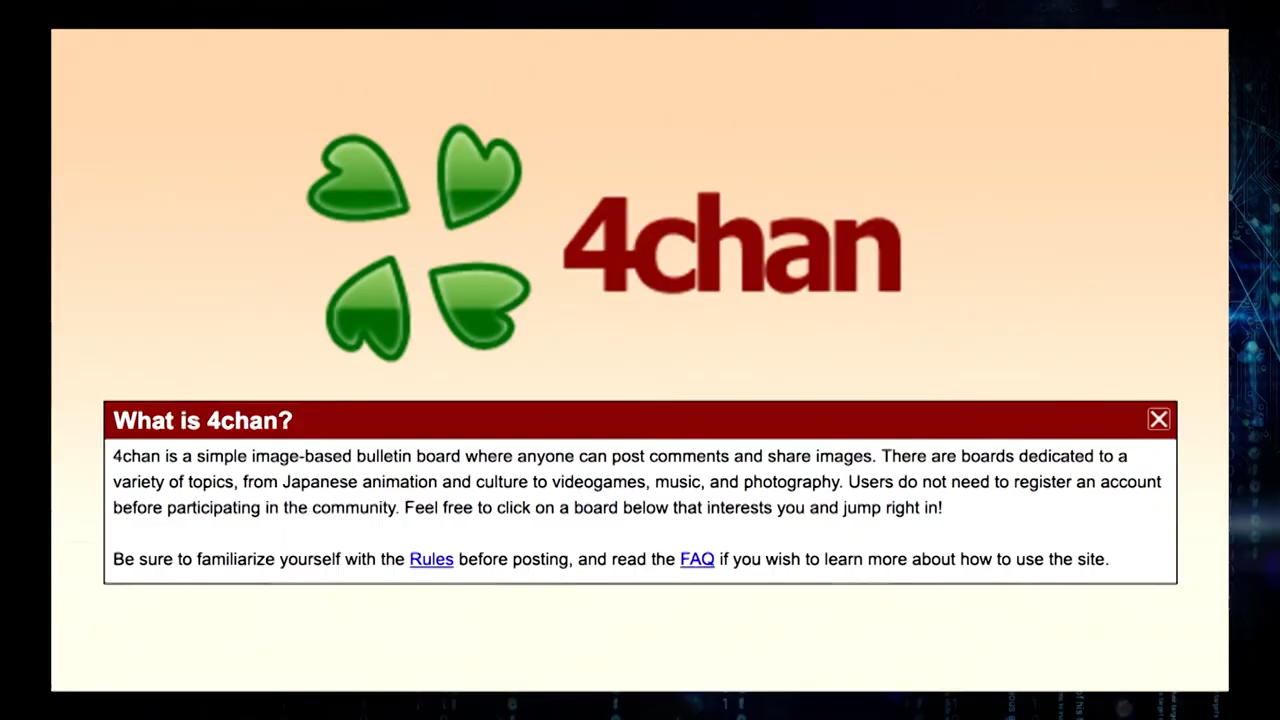 4chan
What is 4chan?
4chan is a simple image-based bulletin board where anyone can post comments and share images. There are boards dedicated to a
variety of topics, from Japanese animation and culture to videogames, music, and photography. Users do not need to register an account
before participating in the community. Feel free to click on a board below that interests you and jump right in!
Be sure to familiarize yourself with the Rules before posting, and read the FAQ if you wish to learn more about how to use the site.